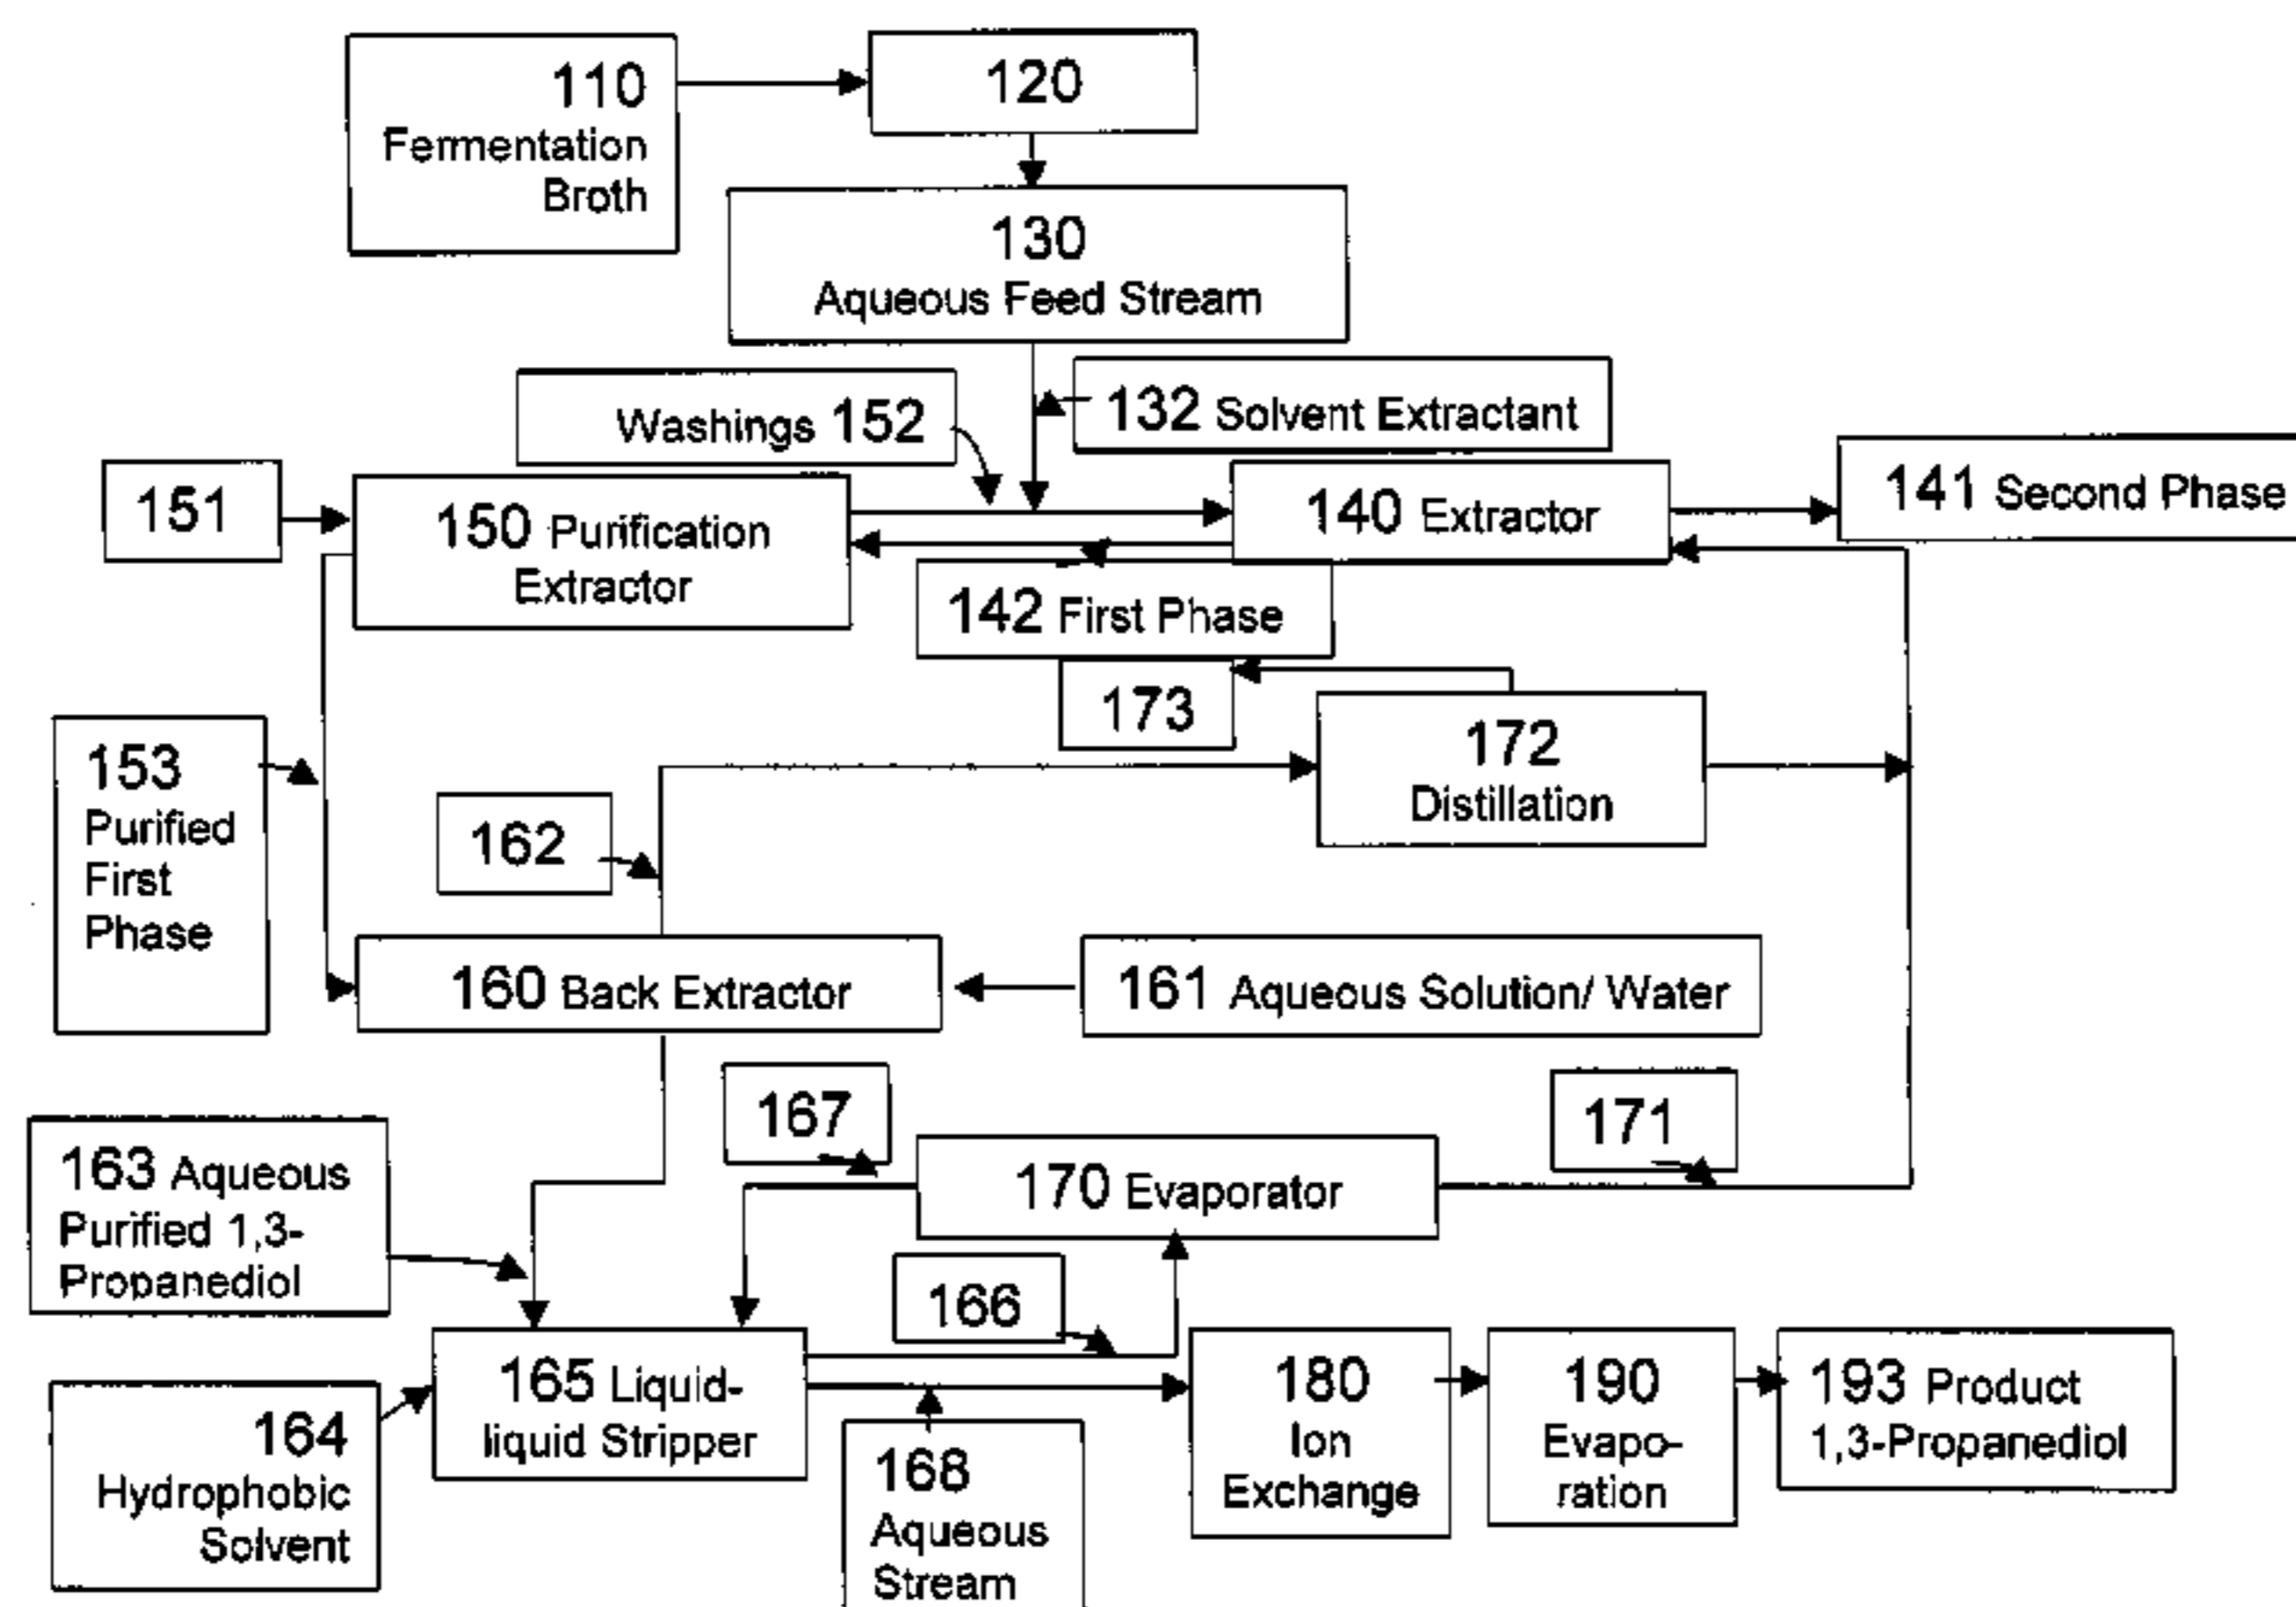 110
Fermentation
Broth
120
130
Aqueous Feed Stream
Washings 152
132 Solvent Extractant
151
150 Purification
Extractor
140 Extractor
141 Second Phase
142 First Phase
173
172
Distillation
153
Purified
First
Phase
162
160 Back Extractor
161 Aqueous Solution/ Water
163 Aqueous
Purified 1,3-
Propanediol
167
170 Evaporator
171
166
164
Hydrophobic
Solvent
165 Liquid-
liquid Stripper
168
Aqueous
Stream
180
Ion
Exchange
190
Evapo-
ration
193 Product
1,3-Propanediol